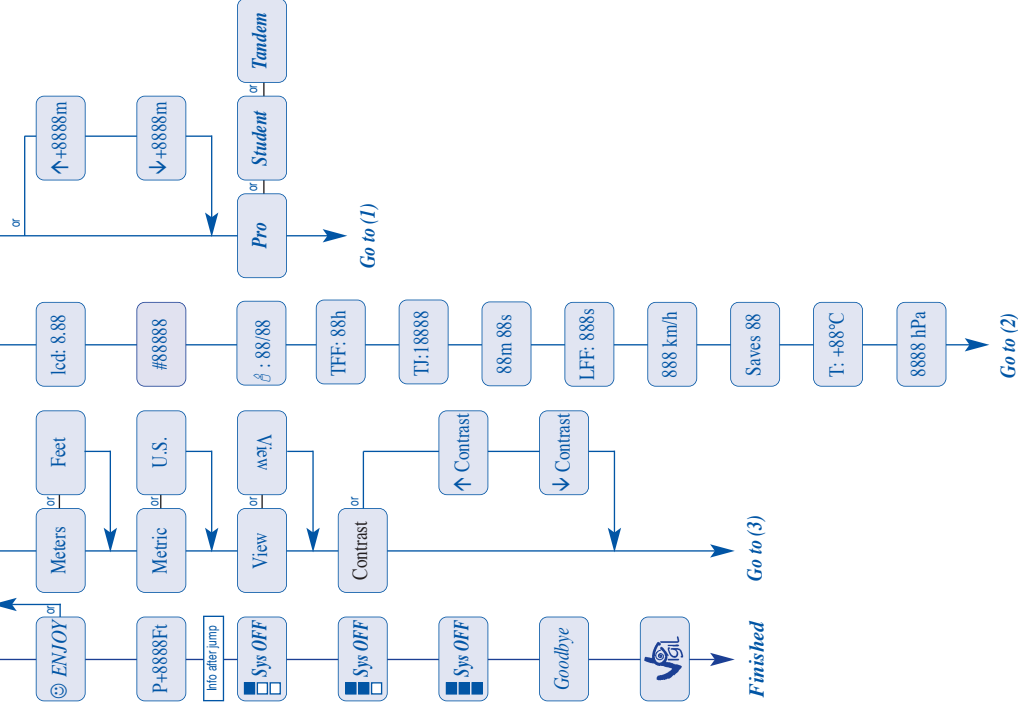 or
↑+8888m
↓+8888m
Pro
or
Student
or
Tandem
Go to (1)
lcd: 8.88
#88888
: 88/88
TFF: 88h
TJ:18888
88m 88s
LFF: 888s
888 km/h
Saves 88
T: +88°C
8888 hPa
Go to (2)
Meters
or
Feet
Metric
or
U.S.
View
or
View
Contrast
or
↑ Contrast
↓ Contrast
Go to (3)
☺ ENJOY
or
P+8888Ft
Info after jump
Sys OFF
Sys OFF
Sys OFF
Goodbye
Vigil
Finished